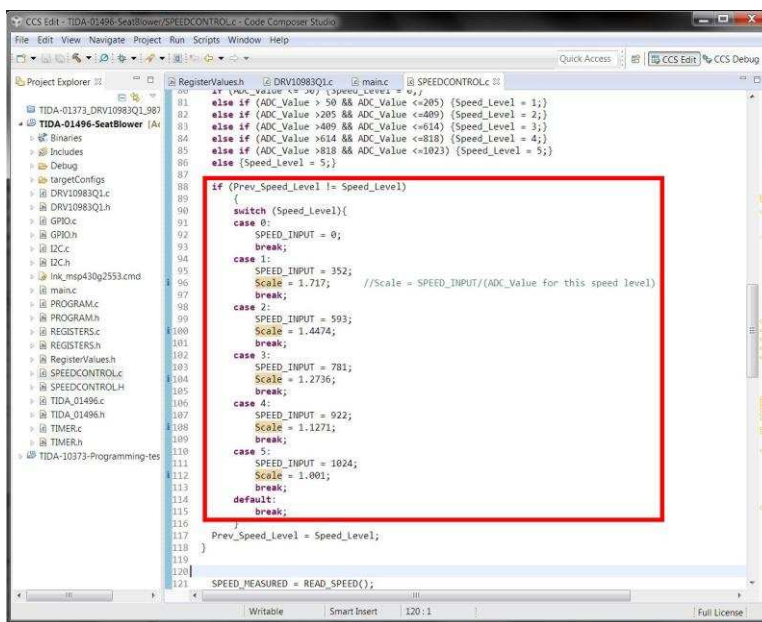 CCS Edit - TIDA-01496-SeatBlower/SPEEDCONTROL.c - Code Composer Studio
File Edit View Navigate Project Run Scripts Window Help
Quick Access CCS Edit CCS Debug
Project Explorer
RegisterValues.h DRV10983Q1.c main.c SPEEDCONTROL.c
TIDA-01373_DRV10983Q1_987
TIDA-01496-SeatBlower [Ac
Binaries
Includes
Debug
targetConfigs
DRV10983Q1.c
DRV10983Q1.h
GPIO.c
GPIO.h
I2C.c
I2C.h
lnk_msp430g2553.cmd
main.c
PROGRAM.c
PROGRAM.h
REGISTERS.c
REGISTERS.h
RegisterValues.h
SPEEDCONTROL.c
SPEEDCONTROL.H
TIDA_01496.c
TIDA_01496.h
TIMER.c
TIMER.h
TIDA-10373-Programming-tes
80 if (ADC_Value <= 50) {Speed_Level = 0;}
81 else if (ADC_Value > 50 && ADC_Value <=205) {Speed_Level = 1;}
82 else if (ADC_Value >205 && ADC_Value <=409) {Speed_Level = 2;}
83 else if (ADC_Value >409 && ADC_Value <=614) {Speed_Level = 3;}
84 else if (ADC_Value >614 && ADC_Value <=818) {Speed_Level = 4;}
85 else if (ADC_Value >818 && ADC_Value <=1023) {Speed_Level = 5;}
86 else {Speed_Level = 5;}
87
88 if (Prev_Speed_Level != Speed_Level)
89 {
90 switch (Speed_Level){
91 case 0:
92 SPEED_INPUT = 0;
93 break;
94 case 1:
95 SPEED_INPUT = 352;
96 Scale = 1.717; //Scale = SPEED_INPUT/(ADC_Value for this speed level)
97 break;
98 case 2:
99 SPEED_INPUT = 593;
100 Scale = 1.4474;
101 break;
102 case 3:
103 SPEED_INPUT = 781;
104 Scale = 1.2736;
105 break;
106 case 4:
107 SPEED_INPUT = 922;
108 Scale = 1.1271;
109 break;
110 case 5:
111 SPEED_INPUT = 1024;
112 Scale = 1.001;
113 break;
114 default:
115 break;
116 }
117 Prev_Speed_Level = Speed_Level;
118 }
119
120
121 SPEED_MEASURED = READ_SPEED();
Writable Smart Insert 120 : 1 Full License